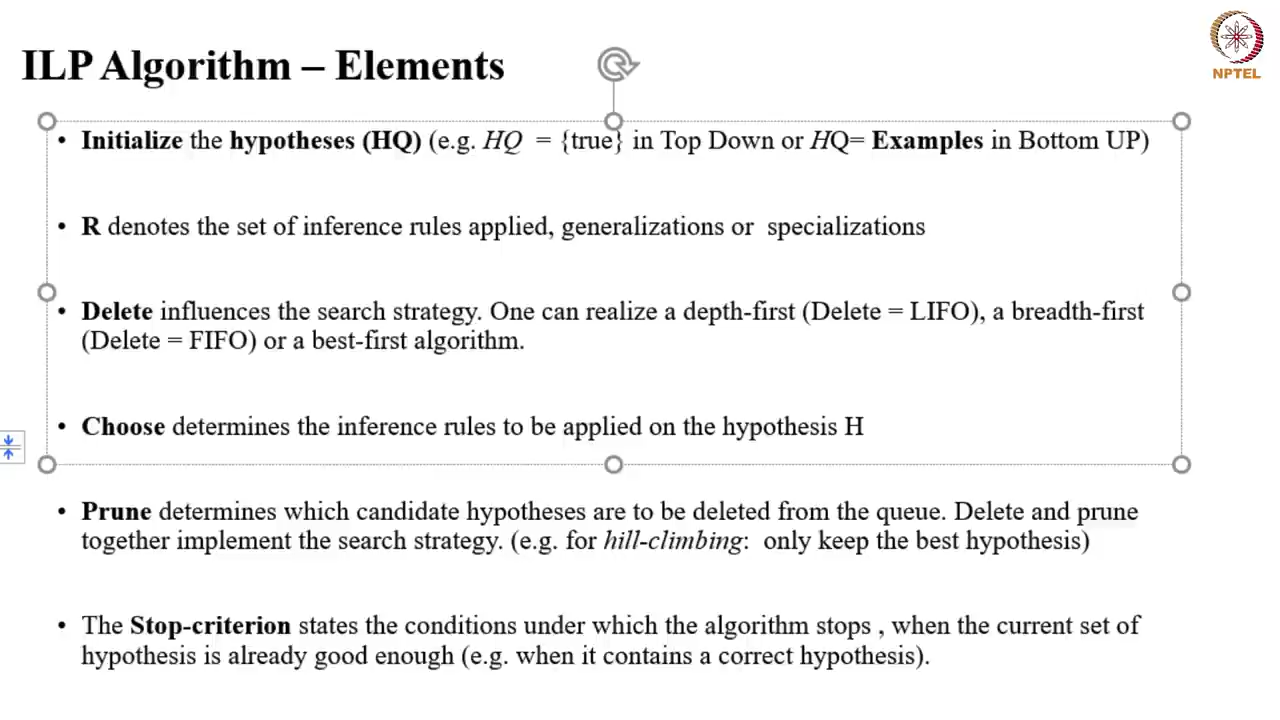 ILP Algorithm – Elements
NPTEL
• Initialize the hypotheses (HQ) (e.g. HQ = {true} in Top Down or HQ= Examples in Bottom UP)
• R denotes the set of inference rules applied, generalizations or specializations
• Delete influences the search strategy. One can realize a depth-first (Delete = LIFO), a breadth-first
(Delete = FIFO) or a best-first algorithm.
• Choose determines the inference rules to be applied on the hypothesis H
• Prune determines which candidate hypotheses are to be deleted from the queue. Delete and prune
together implement the search strategy. (e.g. for hill-climbing: only keep the best hypothesis)
• The Stop-criterion states the conditions under which the algorithm stops , when the current set of
hypothesis is already good enough (e.g. when it contains a correct hypothesis).